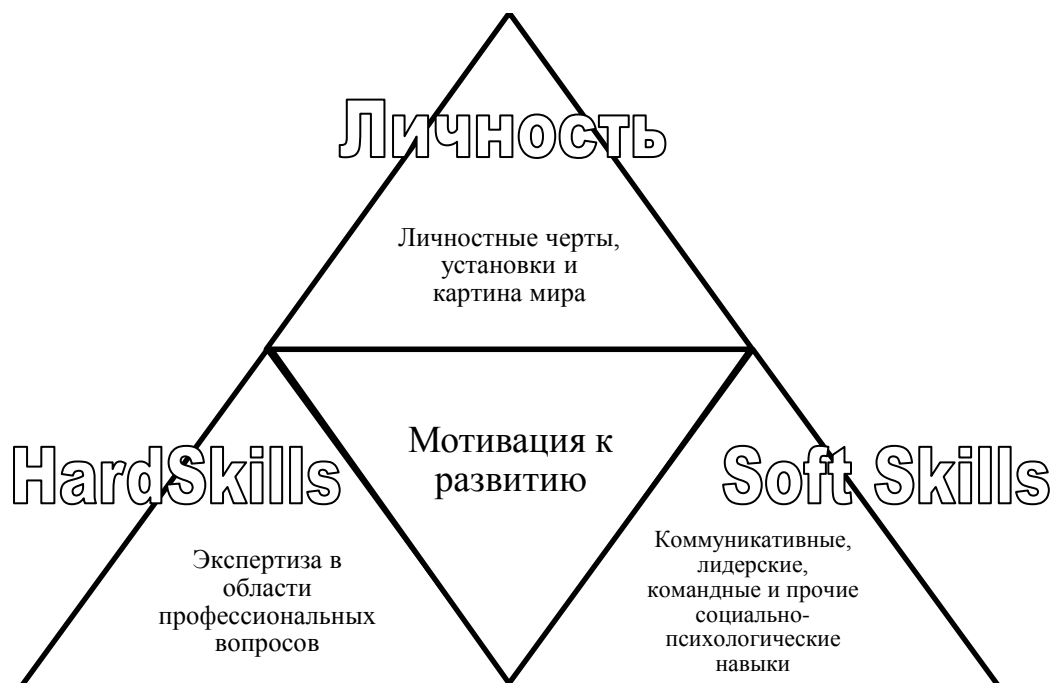 Личность
Личностные черты,
установки и
картина мира
Мотивация к
развитию
HardSkills
Экспертиза в
области
профессиональных
вопросов
Soft Skills
Коммуникативные,
лидерские,
командные и прочие
социально-
психологические
навыки